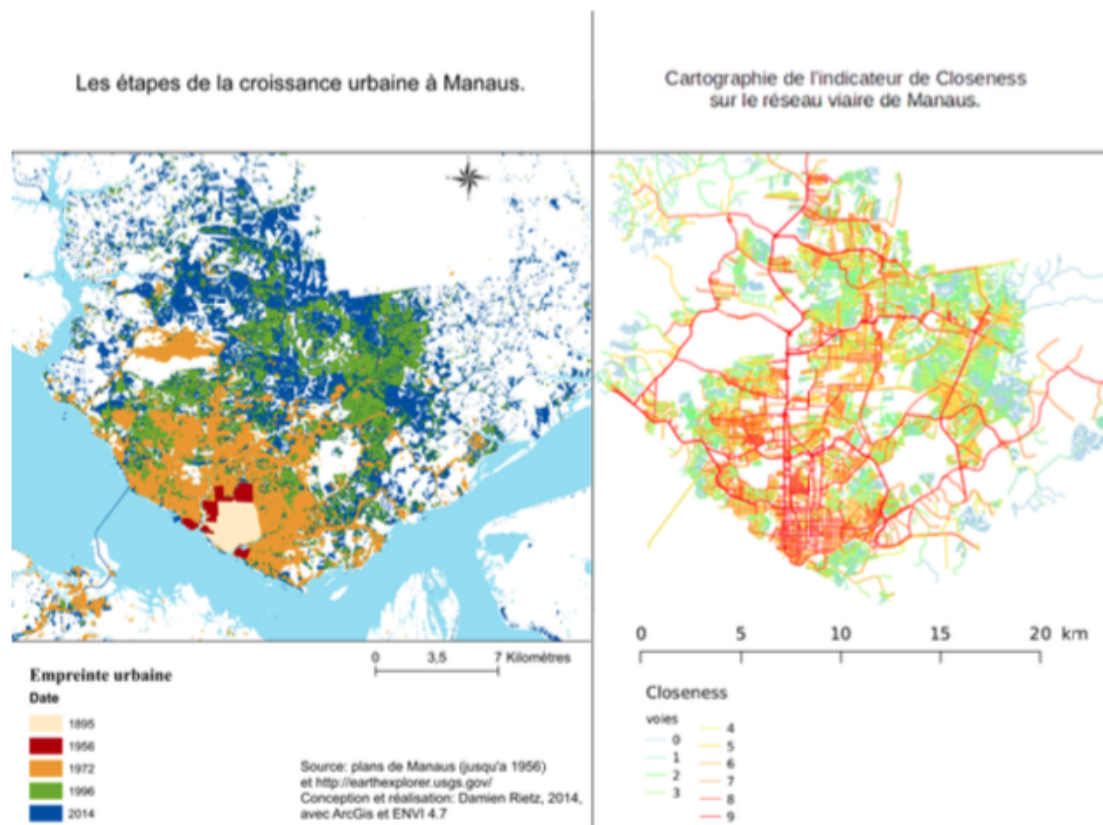 Les étapes de la croissance urbaine à Manaus.
Cartographie de l'indicateur de Closeness
sur le réseau viaire de Manaus.
0 3,5 7 Kilomètres
Empreinte urbaine
Date
1895
1956
1972
1996
2014
Source: plans de Manaus (jusqu'a 1956)
et http://earthexplorer.usgs.gov/
Conception et réalisation: Damien Rietz, 2014,
avec ArcGis et ENVI 4.7
0 5 10 15 20 km
Closeness
voies
0
1
2
3
4
5
6
7
8
9